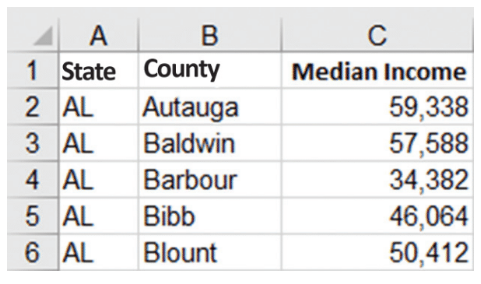 A B C
1 State County Median Income
2 AL Autauga 59,338
3 AL Baldwin 57,588
4 AL Barbour 34,382
5 AL Bibb 46,064
6 AL Blount 50,412